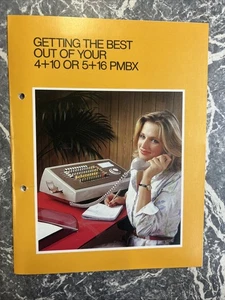 GETTING THE BEST
OUT OF YOUR
4+10 OR 5+16 PMBX